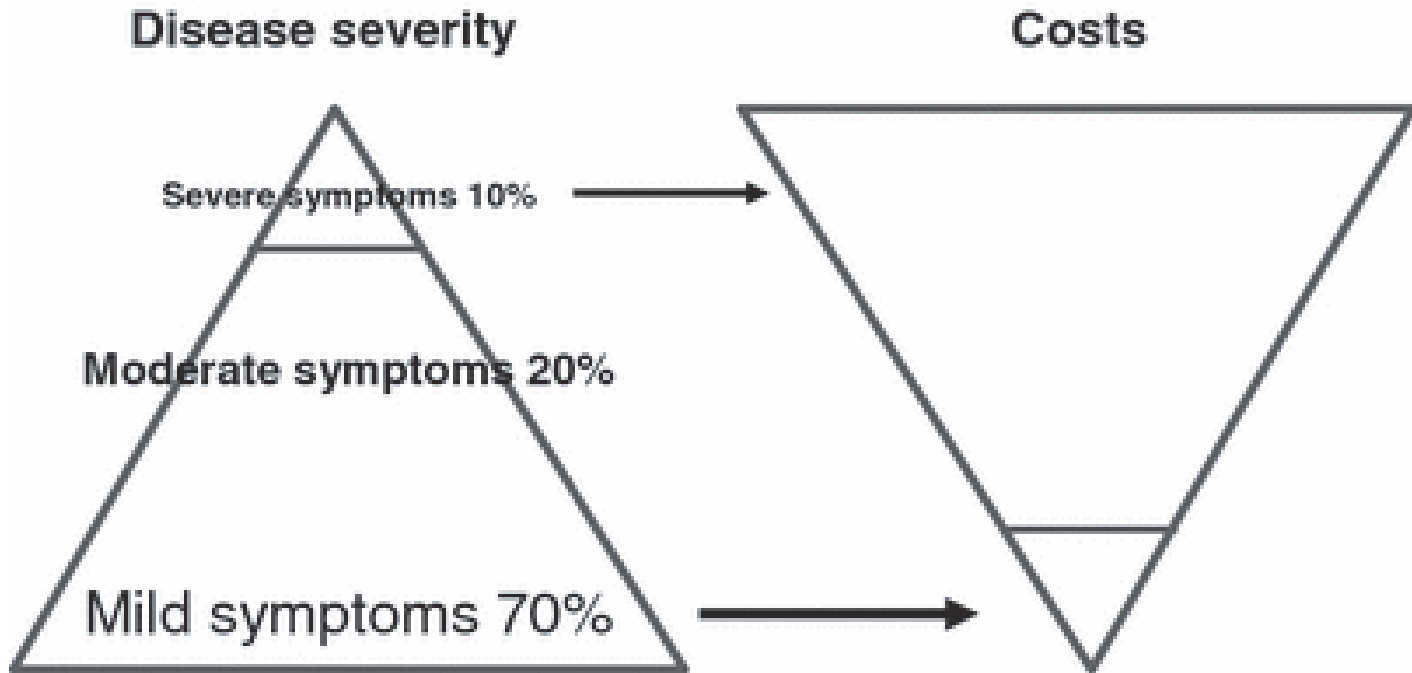 Disease severity
Costs
Severe symptoms 10%
Moderate symptoms 20%
Mild symptoms 70%